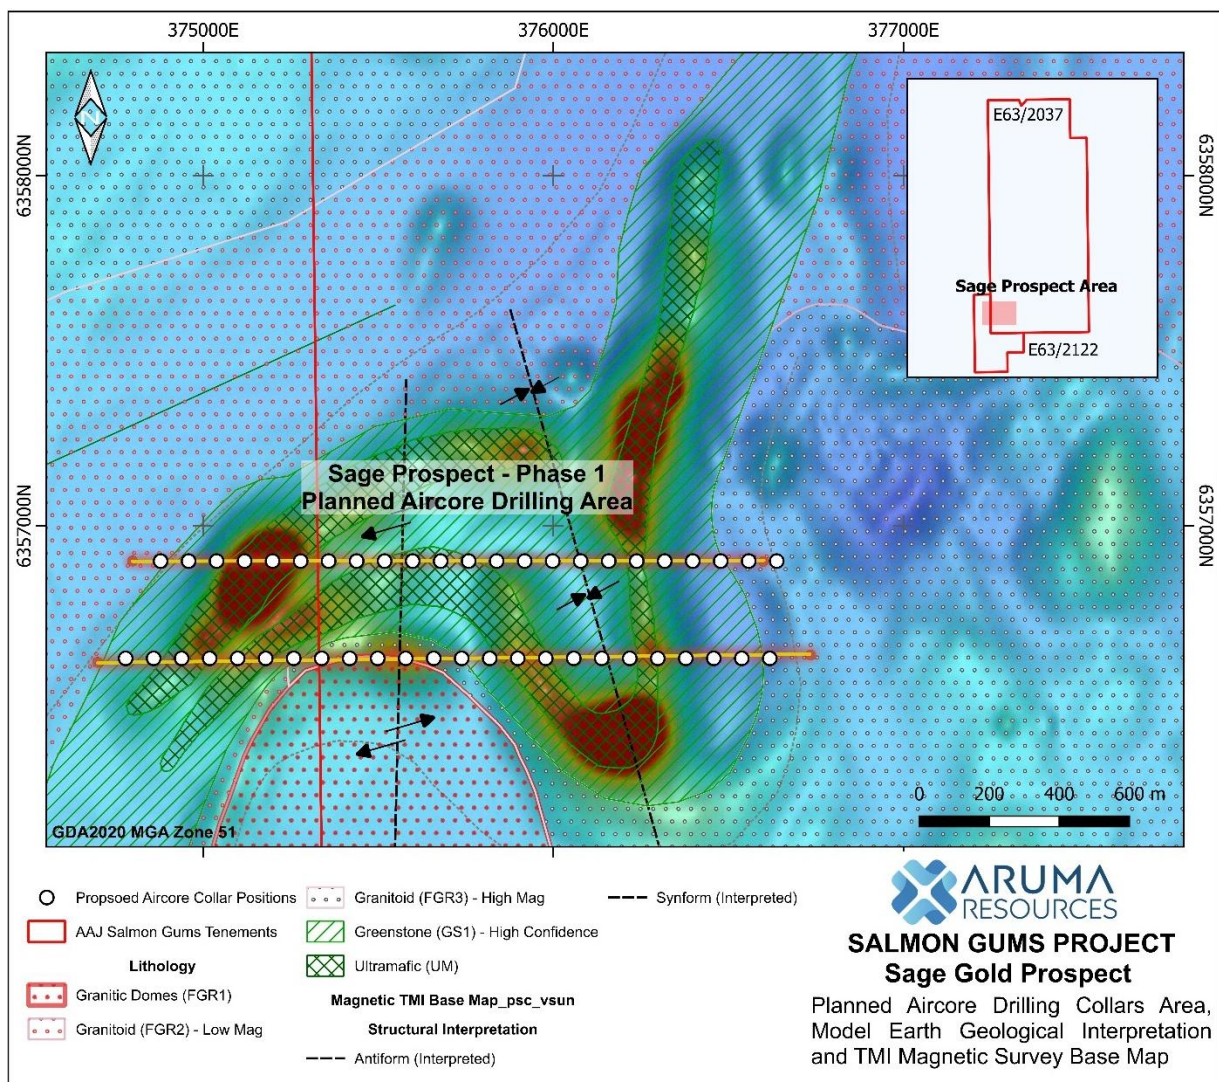 375000E
376000E
377000E
6358000N
6358000N
6357000N
6357000N
N
E63/2037
Sage Prospect Area
E63/2122
Sage Prospect - Phase 1
Planned Aircore Drilling Area
0 200 400 600 m
GDA2020 MGA Zone 51
Propsoed Aircore Collar Positions
AAJ Salmon Gums Tenements
Lithology
Granitic Domes (FGR1)
Granitoid (FGR2) - Low Mag
Granitoid (FGR3) - High Mag
Greenstone (GS1) - High Confidence
Ultramafic (UM)
Magnetic TMI Base Map_psc_vsun
Structural Interpretation
Antiform (Interpreted)
Synform (Interpreted)
ARUMA
RESOURCES
SALMON GUMS PROJECT
Sage Gold Prospect
Planned Aircore Drilling Collars Area,
Model Earth Geological Interpretation
and TMI Magnetic Survey Base Map